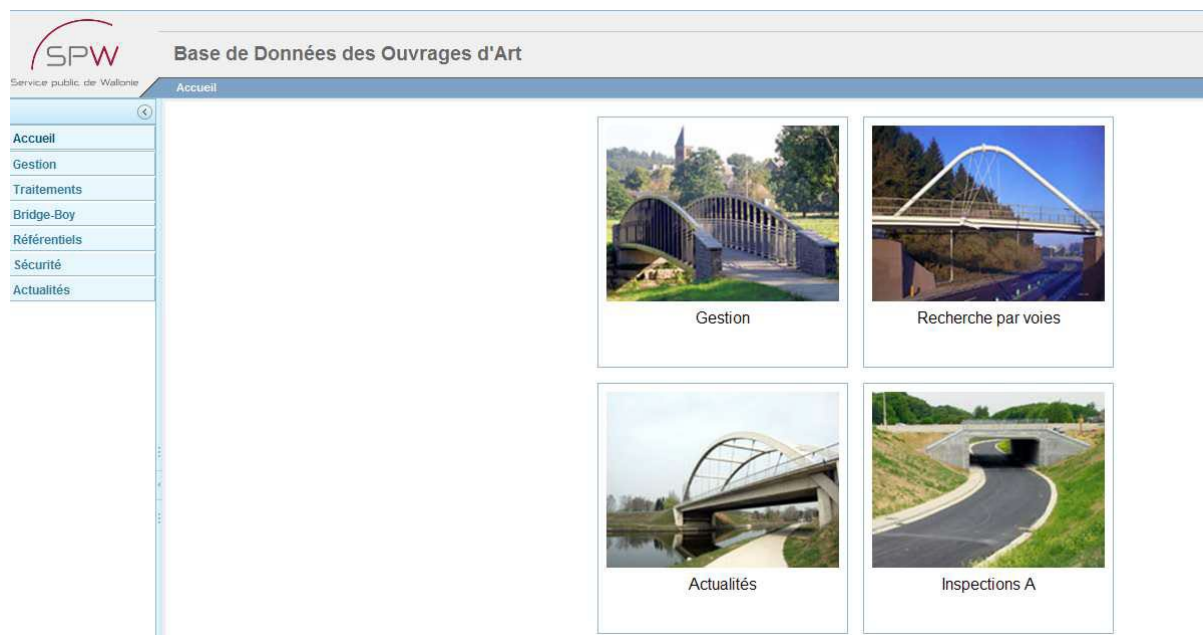 SPW
Service public de Wallonie
Base de Données des Ouvrages d'Art
Accueil
Accueil
Gestion
Traitements
Bridge-Boy
Référentiels
Sécurité
Actualités
Gestion
Recherche par voies
Actualités
Inspections A